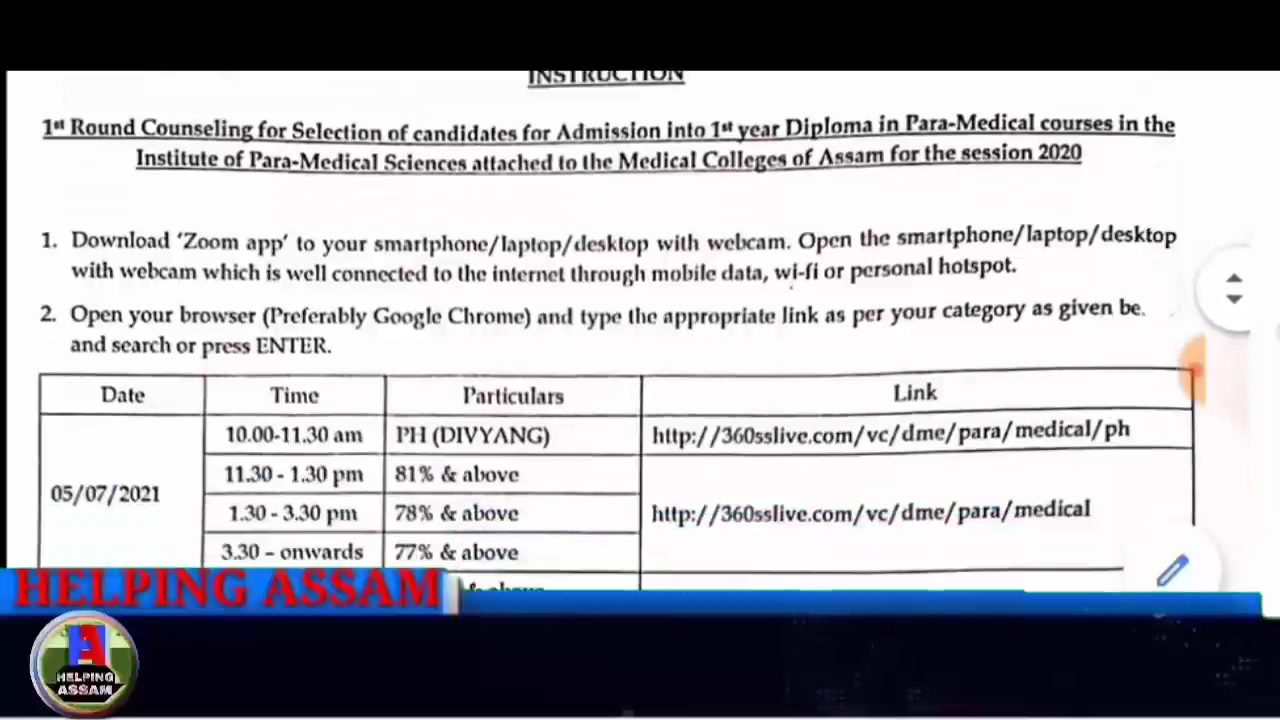 INSTRUCTION
1st Round Counseling for Selection of candidates for Admission into 1st year Diploma in Para-Medical courses in the
Institute of Para-Medical Sciences attached to the Medical Colleges of Assam for the session 2020
1. Download 'Zoom app' to your smartphone/laptop/desktop with webcam. Open the smartphone/laptop/desktop
with webcam which is well connected to the internet through mobile data, wi-fi or personal hotspot.
2. Open your browser (Preferably Google Chrome) and type the appropriate link as per your category as given be.
and search or press ENTER.
Date Time Particulars Link
10.00-11.30 am PH (DIVYANG) http://360sslive.com/vc/dme/para/medical/ph
11.30 - 1.30 pm 81% & above
05/07/2021
1.30 - 3.30 pm 78% & above http://360sslive.com/vc/dme/para/medical
3.30 – onwards 77% & above
& above
HELPING ASSAM
A
HELPING
ASSAM